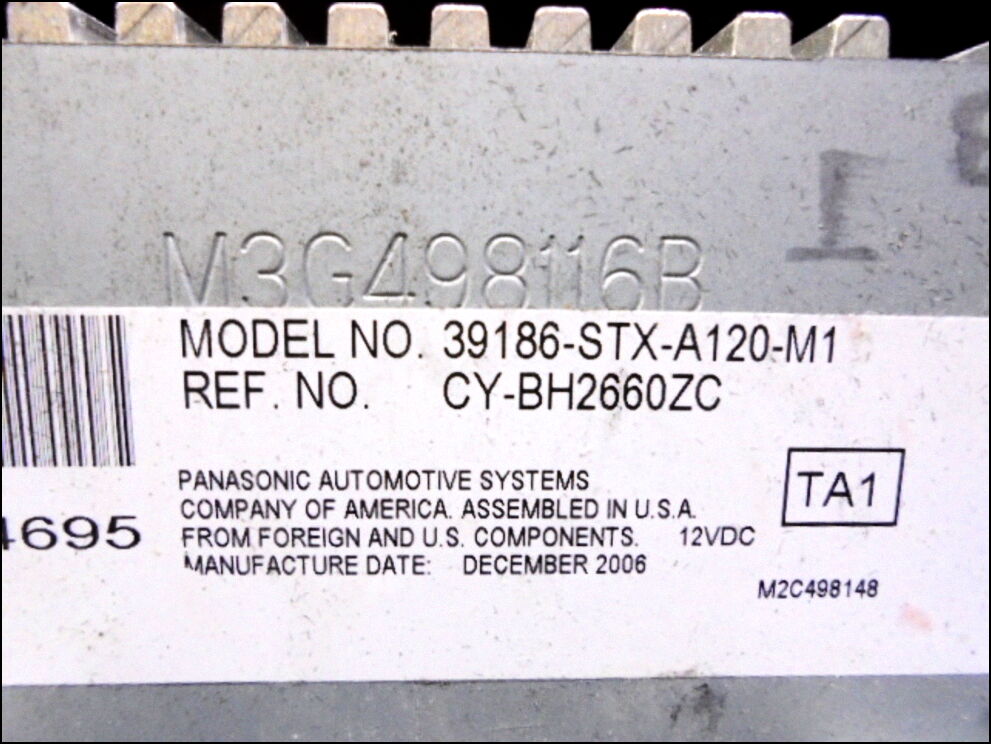 M3G498116B
MODEL NO. 39186-STX-A120-M1
REF. NO. CY-BH2660ZC
PANASONIC AUTOMOTIVE SYSTEMS
COMPANY OF AMERICA. ASSEMBLED IN U.S.A.
FROM FOREIGN AND U.S. COMPONENTS. 12VDC
MANUFACTURE DATE: DECEMBER 2006
TA1
M2C498148
4695
I